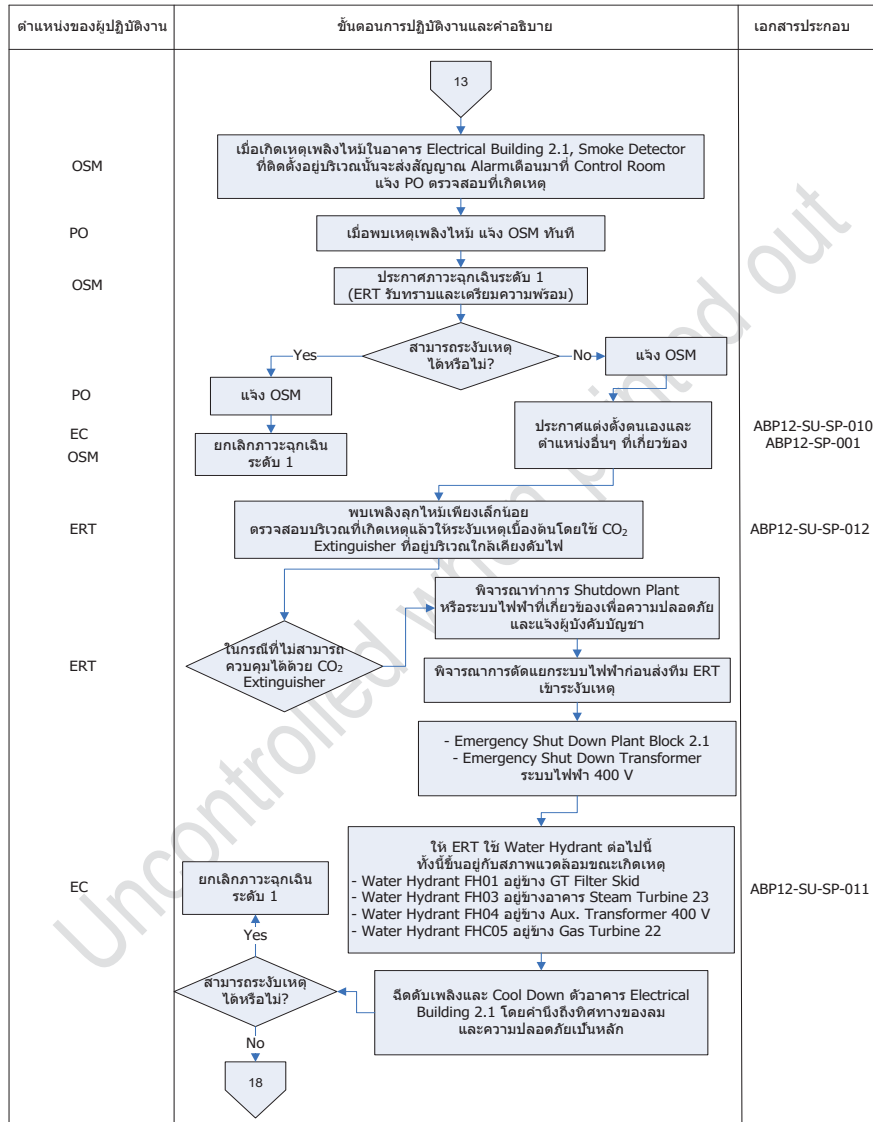 ตำแหน่งของผู้ปฏิบัติงาน
ขั้นตอนการปฏิบัติงานและคำอธิบาย
เอกสารประกอบ
13
OSM
เมื่อเกิดเหตุเพลิงไหม้ในอาคาร Electrical Building 2.1, Smoke Detector
ที่ติดตั้งอยู่บริเวณนั้นจะส่งสัญญาณ Alarmเตือนมาที่ Control Room
แจ้ง PO ตรวจสอบที่เกิดเหตุ
PO
เมื่อพบเหตุเพลิงไหม้ แจ้ง OSM ทันที
OSM
ประกาศภาวะฉุกเฉินระดับ 1
(ERT รับทราบและเตรียมความพร้อม)
สามารถระงับเหตุ
ได้หรือไม่?
Yes
No
แจ้ง OSM
PO
แจ้ง OSM
EC
OSM
ยกเลิกภาวะฉุกเฉิน
ระดับ 1
ประกาศแต่งตั้งตนเองและ
ตำแหน่งอื่นๆ ที่เกี่ยวข้อง
ABP12-SU-SP-010
ABP12-SP-001
ERT
พบเพลิงลุกไหม้เพียงเล็กน้อย
ตรวจสอบบริเวณที่เกิดเหตุแล้วให้ระงับเหตุเบื้องต้นโดยใช้ CO2
Extinguisher ที่อยู่บริเวณใกล้เคียงดับไฟ
ABP12-SU-SP-012
พิจารณาทำการ Shutdown Plant
หรือระบบไฟฟ้าที่เกี่ยวข้องเพื่อความปลอดภัย
และแจ้งผู้บังคับบัญชา
ERT
ในกรณีที่ไม่สามารถ
ควบคุมได้ด้วย CO2
Extinguisher
พิจารณาการตัดแยกระบบไฟฟ้าก่อนส่งทีม ERT
เข้าระงับเหตุ
- Emergency Shut Down Plant Block 2.1
- Emergency Shut Down Transformer
ระบบไฟฟ้า 400 V
EC
ให้ ERT ใช้ Water Hydrant ต่อไปนี้
ทั้งนี้ขึ้นอยู่กับสภาพแวดล้อมขณะเกิดเหตุ
- Water Hydrant FH01 อยู่ข้าง GT Filter Skid
- Water Hydrant FH03 อยู่ข้างอาคาร Steam Turbine 23
- Water Hydrant FH04 อยู่ข้าง Aux. Transformer 400 V
- Water Hydrant FHC05 อยู่ข้าง Gas Turbine 22
ABP12-SU-SP-011
ยกเลิกภาวะฉุกเฉิน
ระดับ 1
Yes
สามารถระงับเหตุ
ได้หรือไม่?
ฉีดดับเพลิงและ Cool Down ตัวอาคาร Electrical
Building 2.1 โดยคำนึงถึงทิศทางของลม
และความปลอดภัยเป็นหลัก
No
18
Uncontrolled when printed out